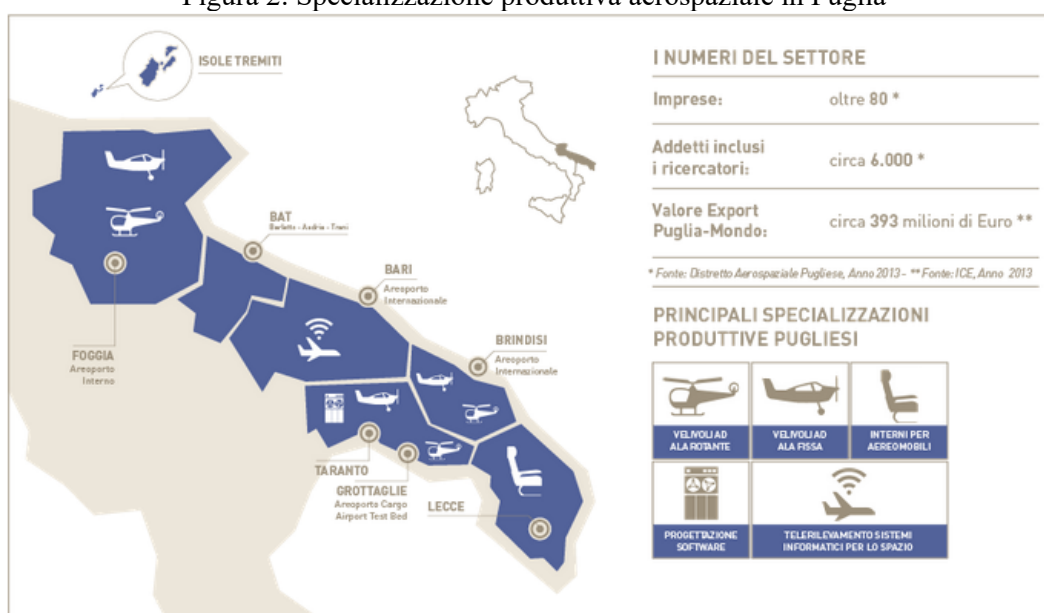 Figura 2: Specializzazione produttiva aerospaziale in Puglia
ISOLE TREMITI
BAT
Barletta - Andria - Trani
BARI
Areoporto
Internazionale
BRINDISI
Areoporto
Internazionale
FOGGIA
Areoporto
Interno
TARANTO
GROTTAGLIE
Areoporto Cargo
Airport Test Bed
LECCE
I NUMERI DEL SETTORE
Imprese: oltre 80 *
Addetti inclusi
i ricercatori: circa 6.000 *
Valore Export
Puglia-Mondo: circa 393 milioni di Euro **
* Fonte: Distretto Aerospaziale Pugliese, Anno 2013 - ** Fonte: ICE, Anno 2013
PRINCIPALI SPECIALIZZAZIONI
PRODUTTIVE PUGLIESI
VELIVOLI AD
ALA ROTANTE
VELIVOLI AD
ALA FISSA
INTERNI PER
AEREOMOBILI
PROGETTAZIONE
SOFTWARE
TELERILEVAMENTO SISTEMI
INFORMATICI PER LO SPAZIO